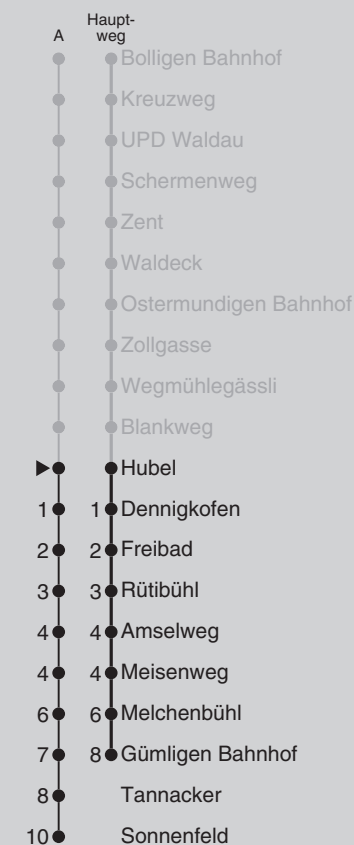 A
Haupt-
weg
Bolligen Bahnhof
Kreuzweg
UPD Waldau
Schermenweg
Zent
Waldeck
Ostermundigen Bahnhof
Zollgasse
Wegmühlegässli
Blankweg
Hubel
1 1 Dennigkofen
2 2 Freibad
3 3 Rütibühl
4 4 Amselweg
4 4 Meisenweg
6 6 Melchenbühl
7 8 Gümligen Bahnhof
8 Tannacker
10 Sonnenfeld